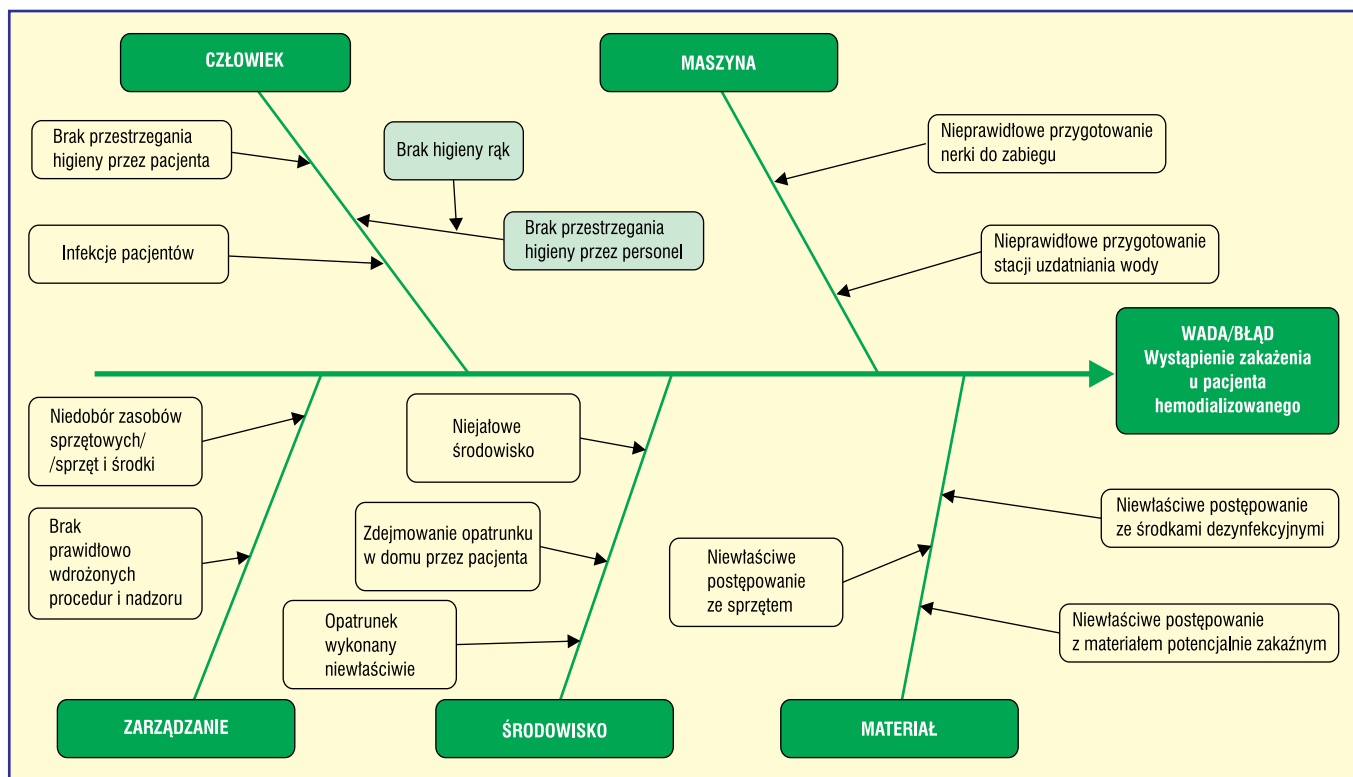 CZŁOWIEK
MASZYNA
Brak przestrzegania
higieny przez pacjenta
Brak higieny rąk
Nieprawidłowe przygotowanie
nerki do zabiegu
Infekcje pacjentów
Brak przestrzegania
higieny przez personel
Nieprawidłowe przygotowanie
stacji uzdatniania wody
WADA/BŁĄD
Wystąpienie zakażenia
u pacjenta
hemodializowanego
Niedobór zasobów
sprzętowych/
/sprzęt i środki
Niejałowe
środowisko
Brak
prawidłowo
wdrożonych
procedur i nadzoru
Zdejmowanie opatrunku
w domu przez pacjenta
Opatrunek
wykonany
niewłaściwie
Niewłaściwe
postępowanie
ze sprzętem
Niewłaściwe postępowanie
ze środkami dezynfekcyjnymi
Niewłaściwe postępowanie
z materiałem potencjalnie zakaźnym
ZARZĄDZANIE
ŚRODOWISKO
MATERIAŁ